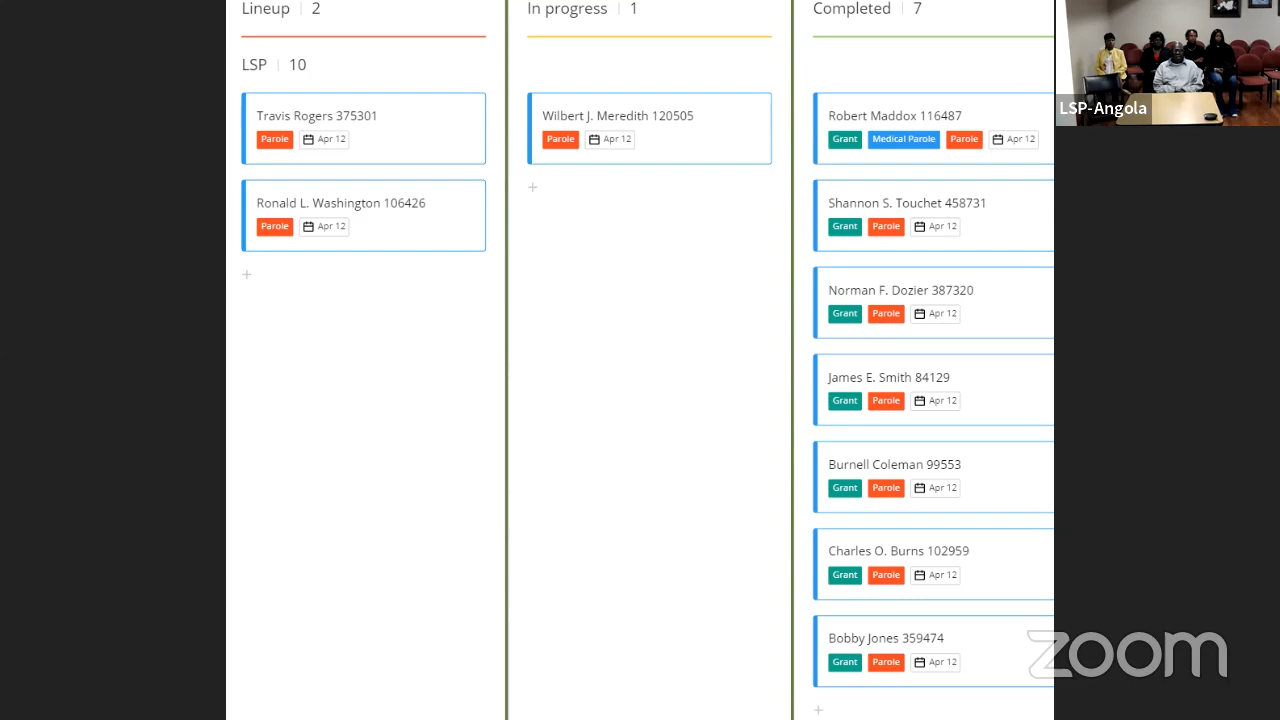 Lineup 2
In progress 1
Completed 7
LSP 10
Travis Rogers 375301
Parole Apr 12
Ronald L. Washington 106426
Parole Apr 12
Wilbert J. Meredith 120505
Parole Apr 12
Robert Maddox 116487
Grant Medical Parole Parole Apr 12
Shannon S. Touchet 458731
Grant Parole Apr 12
Norman F. Dozier 387320
Grant Parole Apr 12
James E. Smith 84129
Grant Parole Apr 12
Burnell Coleman 99553
Grant Parole Apr 12
Charles O. Burns 102959
Grant Parole Apr 12
Bobby Jones 359474
Grant Parole Apr 12
LSP-Angola
zoom